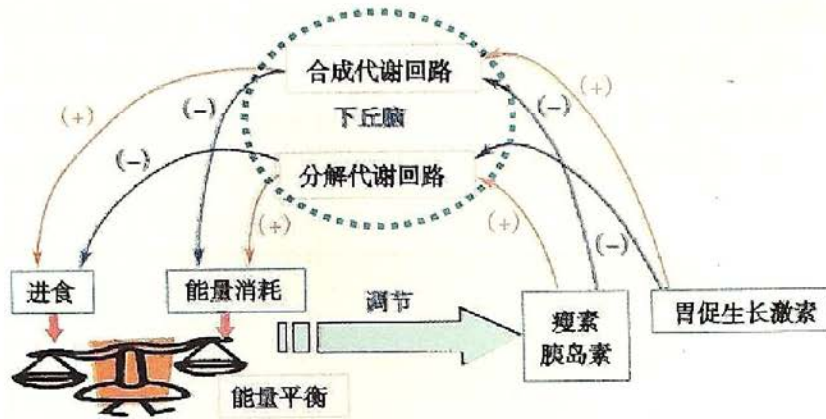 合成代谢回路
(+)
(−)
(−)
(+)
下丘脑
(−)
分解代谢回路
(+)
(+)
(−)
进食
能量消耗
调节
瘦素
胰岛素
胃促生长激素
能量平衡